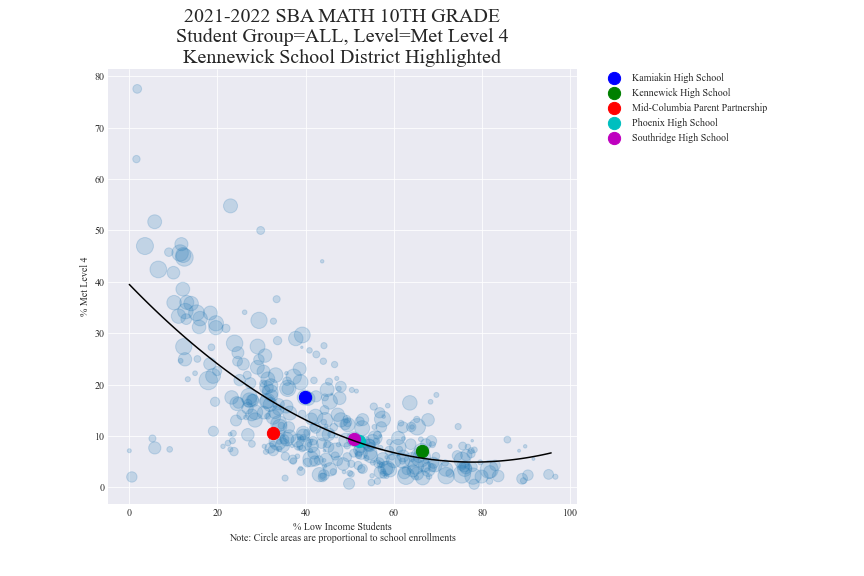 2021-2022 SBA MATH 10TH GRADE
Student Group=ALL, Level=Met Level 4
Kennewick School District Highlighted
Kamiakin High School
Kennewick High School
Mid-Columbia Parent Partnership
Phoenix High School
Southridge High School
% Met Level 4
80
70
60
50
40
30
20
10
0
0 20 40 60 80 100
% Low Income Students
Note: Circle areas are proportional to school enrollments